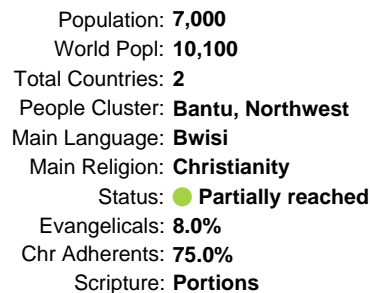 Population: 7,000
World Popl: 10,100
Total Countries: 2
People Cluster: Bantu, Northwest
Main Language: Bwisi
Main Religion: Christianity
Status: Partially reached
Evangelicals: 8.0%
Chr Adherents: 75.0%
Scripture: Portions